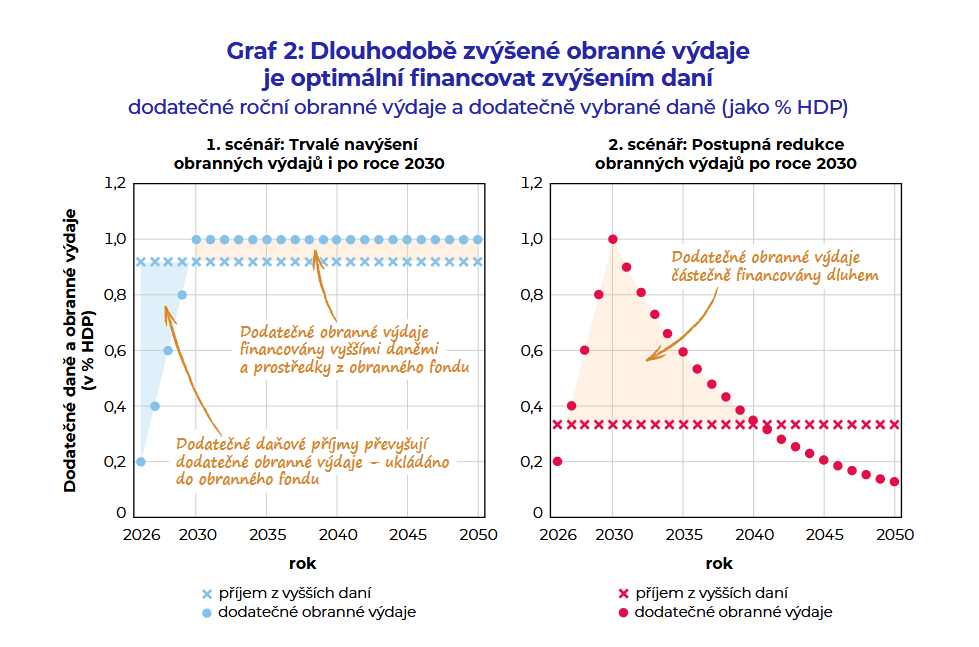 Graf 2: Dlouhodobě zvýšené obranné výdaje
je optimální financovat zvýšením daní
dodatečné roční obranné výdaje a dodatečně vybrané daně (jako % HDP)
1. scénář: Trvalé navýšení
obranných výdajů i po roce 2030
Dodatečné daně a obranné výdaje
(v % HDP)
1,2
1,0
0,8
0,6
0,4
0,2
0
Dodatečné obranné výdaje
financovány vyššími daněmi
a prostředky z obranného fondu
Dodatečné daňové příjmy převyšují
dodatečné obranné výdaje – ukládáno
do obranného fondu
2026 2030 2035 2040 2045 2050
rok
příjem z vyšších daní
dodatečné obranné výdaje
2. scénář: Postupná redukce
obranných výdajů po roce 2030
1,2
1,0
0,8
0,6
0,4
0,2
0
Dodatečné obranné výdaje
částečně financovány dluhem
2026 2030 2035 2040 2045 2050
rok
příjem z vyšších daní
dodatečné obranné výdaje